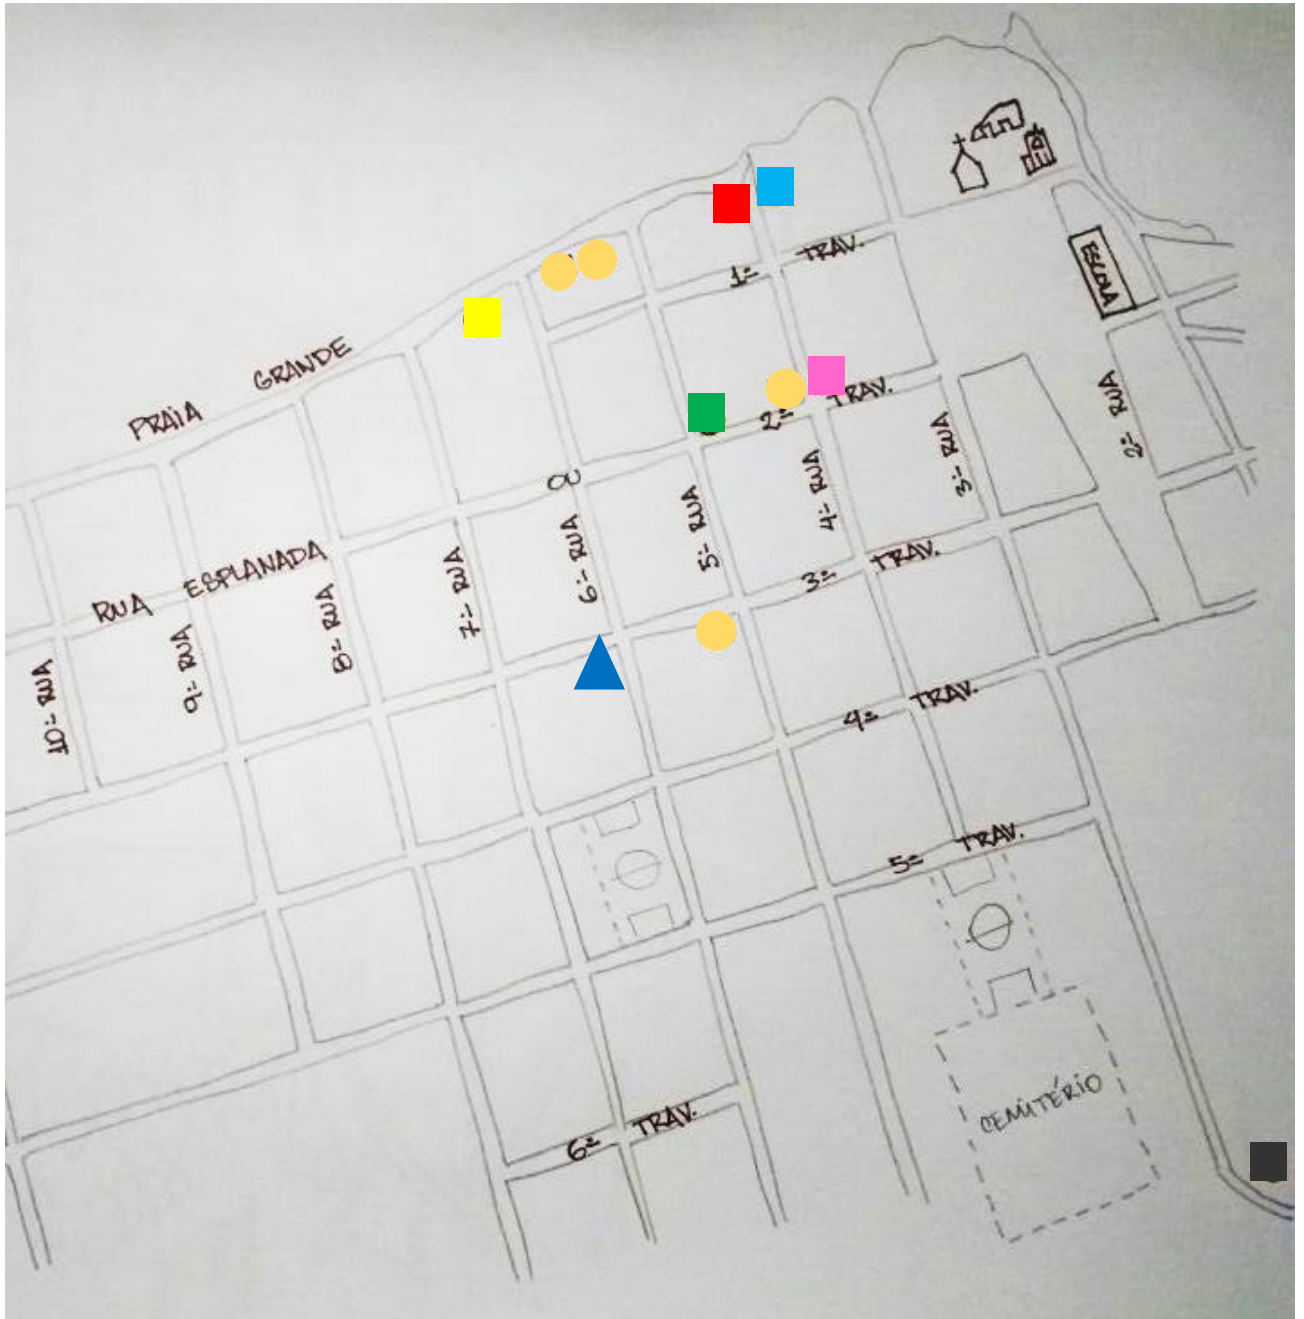 1ª TRAV.
ESCOLA
PRAIA GRANDE
2ª TRAV.
2ª RUA
3ª RUA
4ª RUA
5ª RUA
6ª RUA
7ª RUA
8ª RUA
9ª RUA
10ª RUA
RUA ESPLANADA
3ª TRAV.
4ª TRAV.
5ª TRAV.
CEMITÉRIO
6ª TRAV.